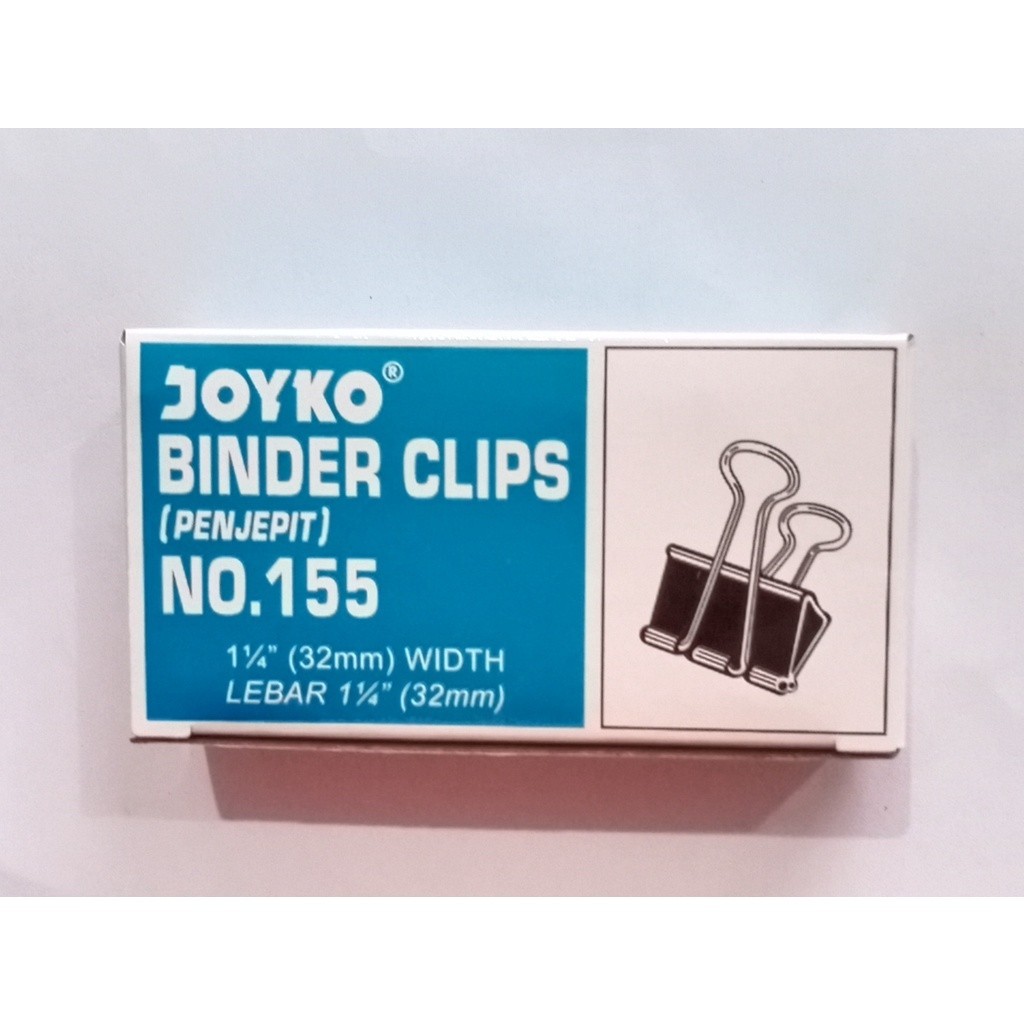 JOYKO®
BINDER CLIPS
(PENJEPIT)
NO.155
1¼" (32mm) WIDTH
LEBAR 1¼" (32mm)